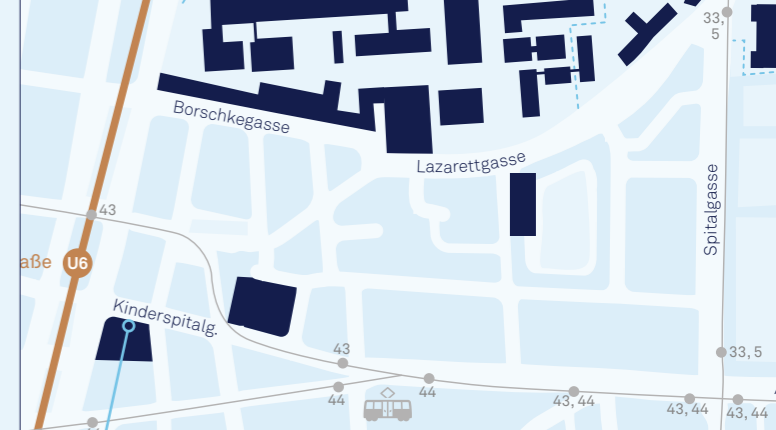 33,
5
Borschkegasse
Lazarettgasse
Spitalgasse
43
aße
U6
Kinderspitalg.
43
33, 5
44
44
43, 44
43, 44
43, 44